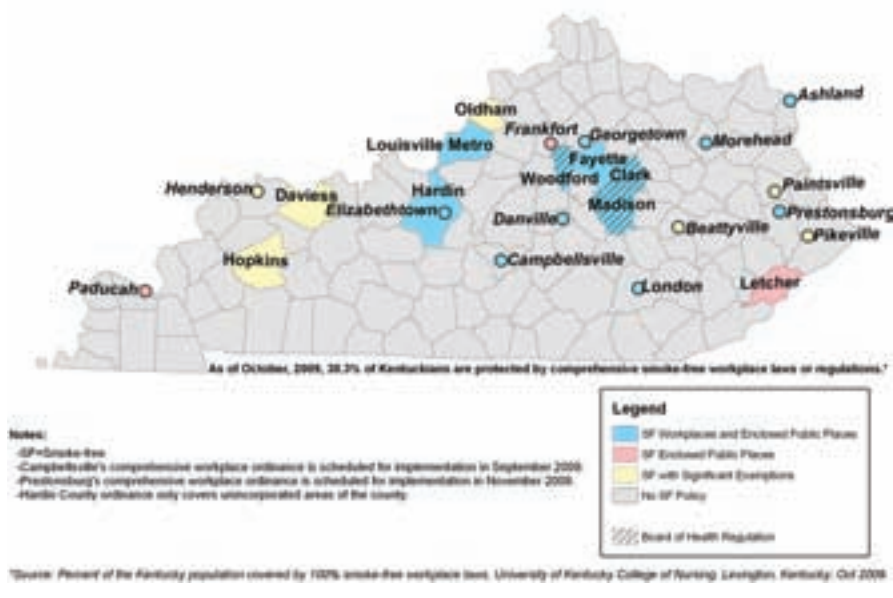 Ashland
Oldham
Frankfort
Georgetown
Morehead
Louisville Metro
Fayette
Woodford
Clark
Henderson
Daviess
Hardin
Paintsville
Elizabethtown
Madison
Danville
Prestonsburg
Beattyville
Pikeville
Hopkins
Campbellsville
Paducah
London
Letcher
As of October, 2009, of Kentuckians are protected by comprehensive smoke-free workplace laws or regulations.*
Legend
SF Workplaces and Enclosed Public Places
SF Enclosed Public Places
SF with Significant Exemptions
No SF Policy
Board of Health Regulation
Notes:
-SF=Smoke-free
-Campbellsville's comprehensive workplace ordinance is scheduled for implementation in September 2009.
-Prestonsburg's comprehensive workplace ordinance is scheduled for implementation in November 2009.
-Hardin County ordinance only covers unincorporated areas of the county.
*Source: Percent of the Kentucky population covered by 100% smoke-free workplace laws. University of Kentucky College of Nursing. Lexington, Kentucky: Oct 2009.